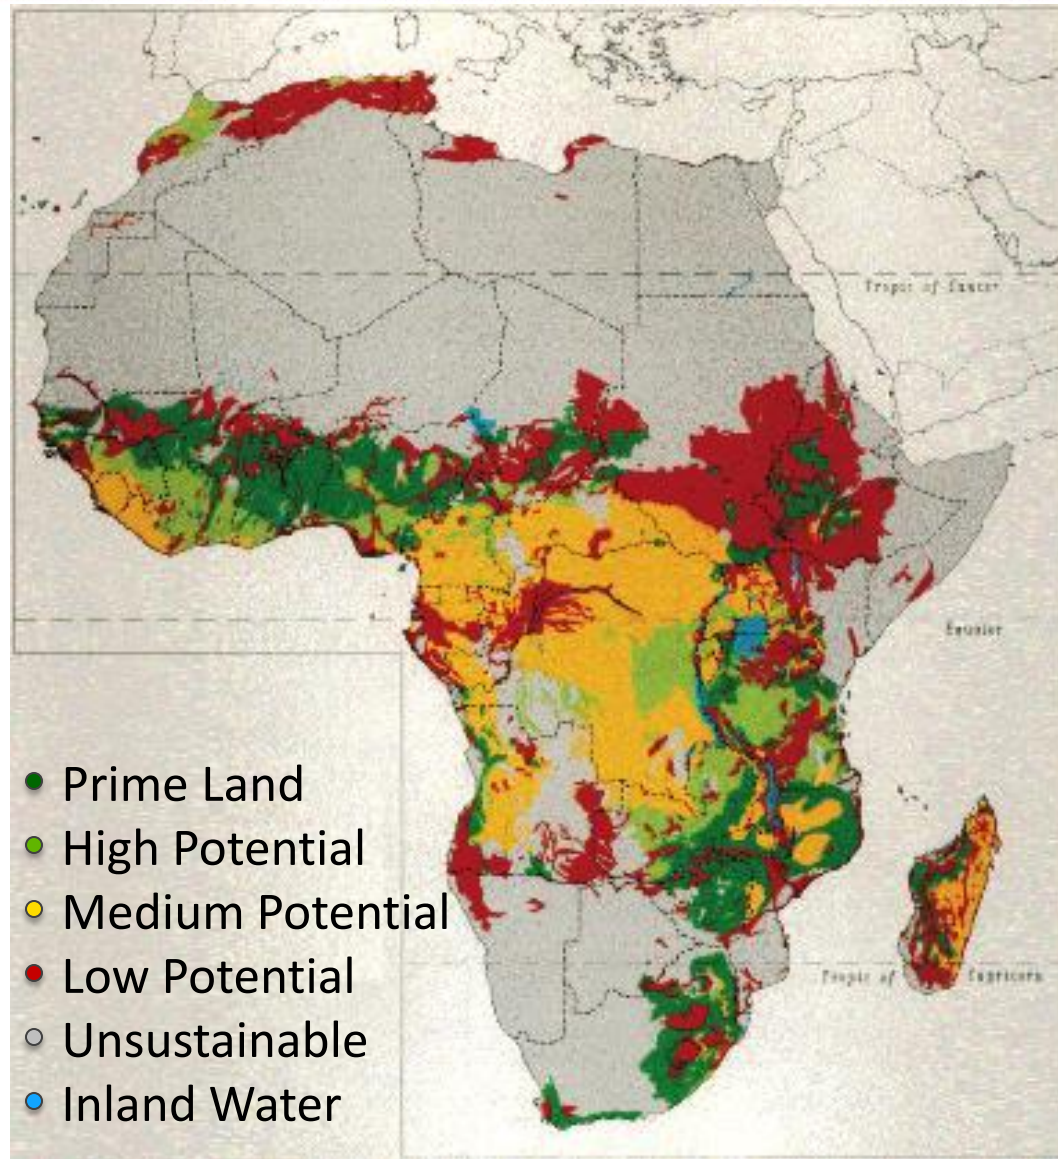 Tropic of Cancer
Equator
Prime Land
High Potential
Medium Potential
Low Potential
Tropic of Capricorn
Unsustainable
Inland Water